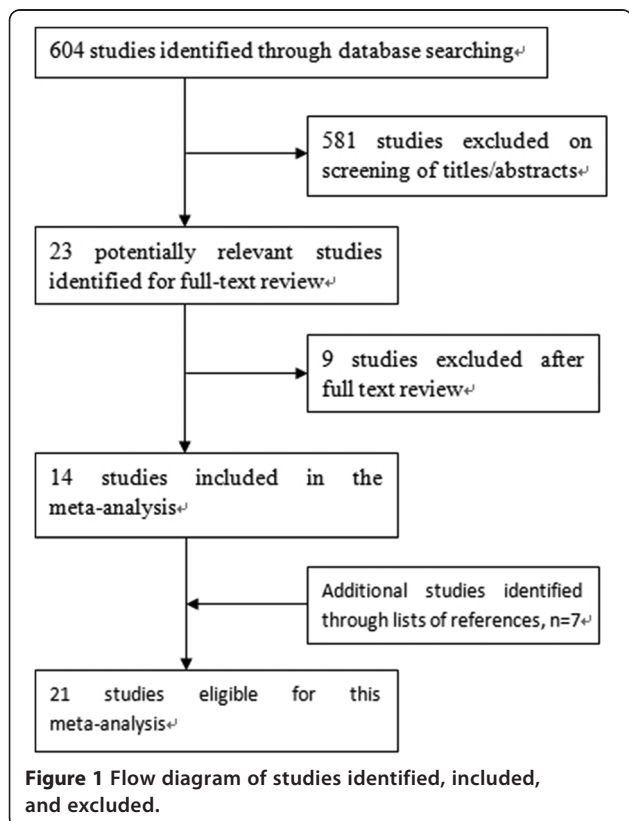 604 studies identified through database searching↵
581 studies excluded on
screening of titles/abstracts↵
23 potentially relevant studies
identified for full-text review↵
9 studies excluded after
full text review↵
14 studies included in the
meta-analysis↵
Additional studies identified
through lists of references, n=7↵
21 studies eligible for this
meta-analysis↵
Figure 1 Flow diagram of studies identified, included,
and excluded.